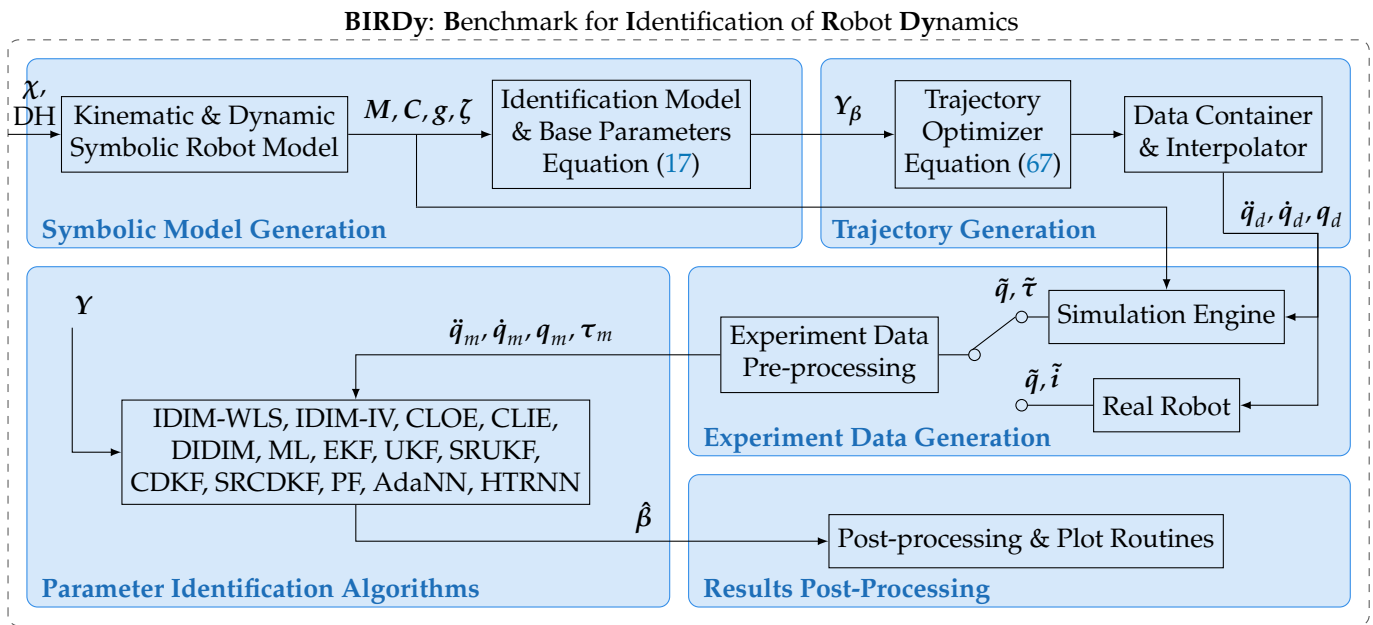 BIRDy: Benchmark for Identification of Robot Dynamics
χ,
DH
Kinematic & Dynamic
Symbolic Robot Model
M, C, g, ζ
Identification Model
& Base Parameters
Equation (17)
Symbolic Model Generation
Υ_β
Trajectory
Optimizer
Equation (67)
Data Container
& Interpolator
q̈_d, q̇_d, q_d
Trajectory Generation
Υ
q̈_m, q̇_m, q_m, τ_m
IDIM-WLS, IDIM-IV, CLOE, CLIE,
DIDIM, ML, EKF, UKF, SRUKF,
CDKF, SRCDKF, PF, AdaNN, HTRNN
β̂
Parameter Identification Algorithms
Experiment Data
Pre-processing
q̃, τ̃
Simulation Engine
q̃, ĩ
Real Robot
Experiment Data Generation
Post-processing & Plot Routines
Results Post-Processing